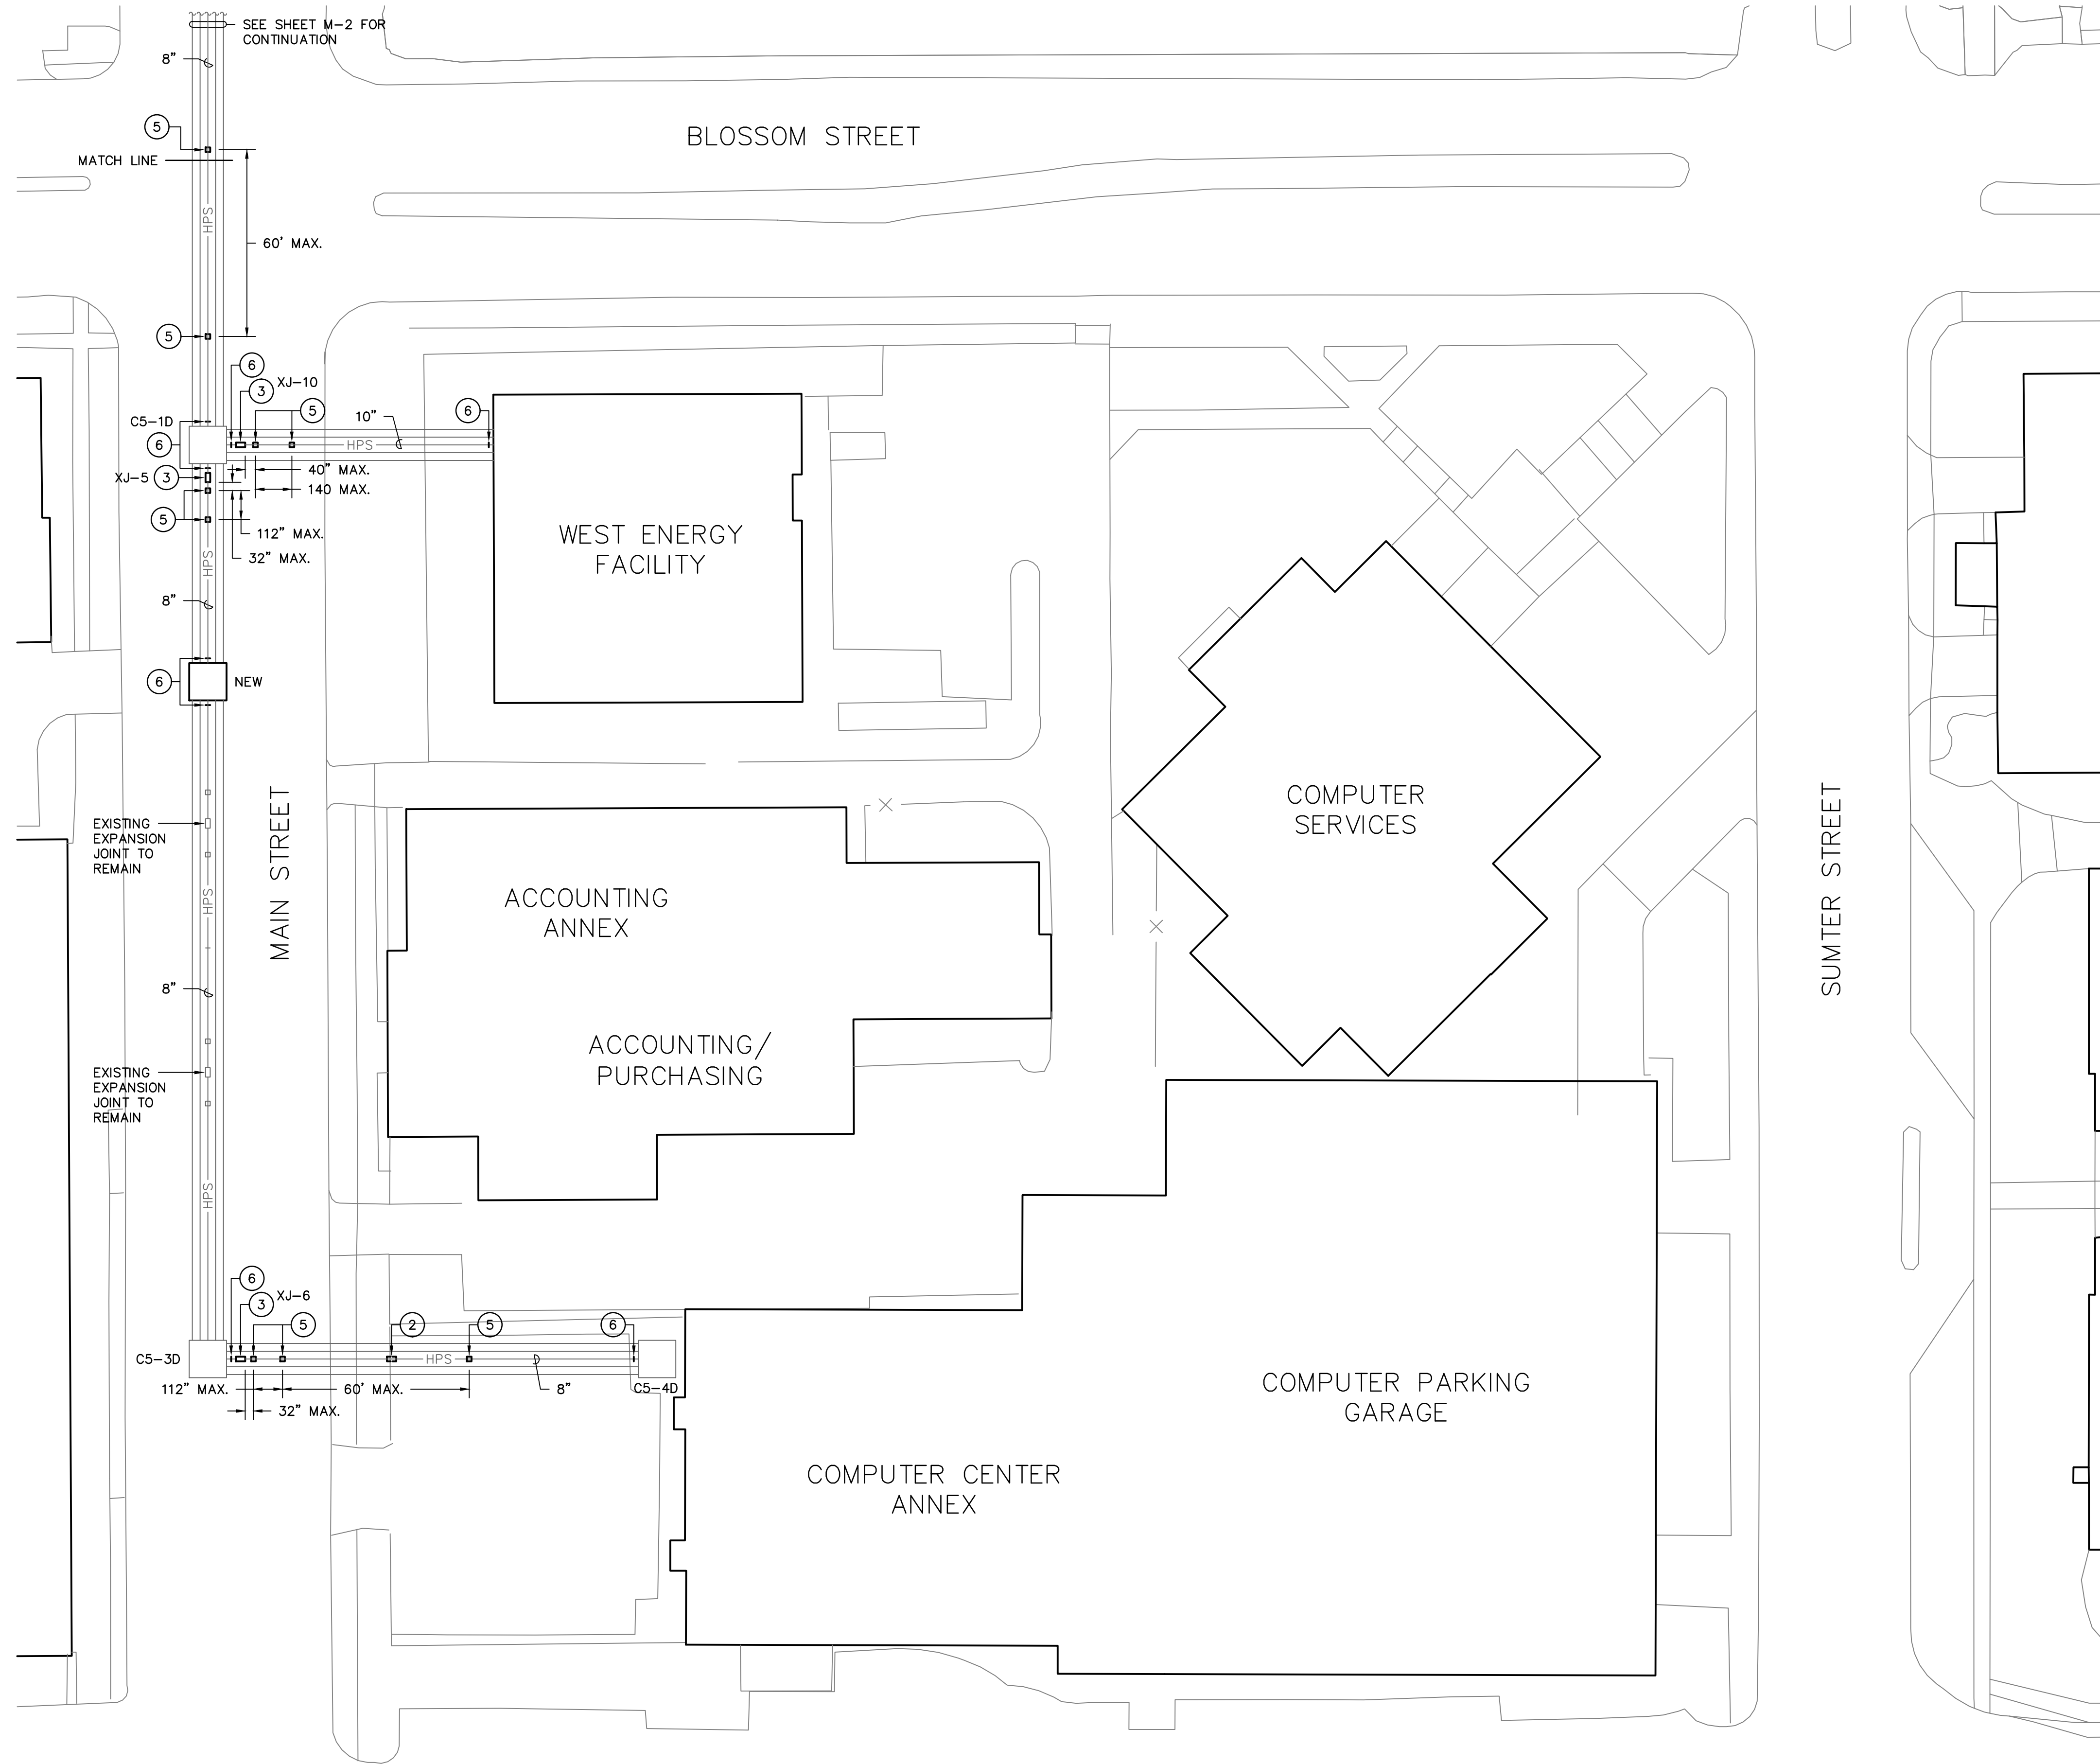 SEE SHEET M-2 FOR
CONTINUATION
8"
5
BLOSSOM STREET
MATCH LINE
HPS
60' MAX.
5
6
XJ-10
3
5
10"
6
C5-1D
6
HPS
40" MAX.
XJ-5
3
140 MAX.
5
112" MAX.
32" MAX.
HPS
8"
WEST ENERGY
FACILITY
6
NEW
EXISTING
EXPANSION
JOINT TO
REMAIN
MAIN STREET
HPS
8"
COMPUTER
SERVICES
SUMTER STREET
ACCOUNTING
ANNEX
ACCOUNTING/
PURCHASING
EXISTING
EXPANSION
JOINT TO
REMAIN
HPS
6
XJ-6
3
5
2
5
6
C5-3D
HPS
112" MAX.
60' MAX.
8"
C5-4D
32" MAX.
COMPUTER PARKING
GARAGE
COMPUTER CENTER
ANNEX